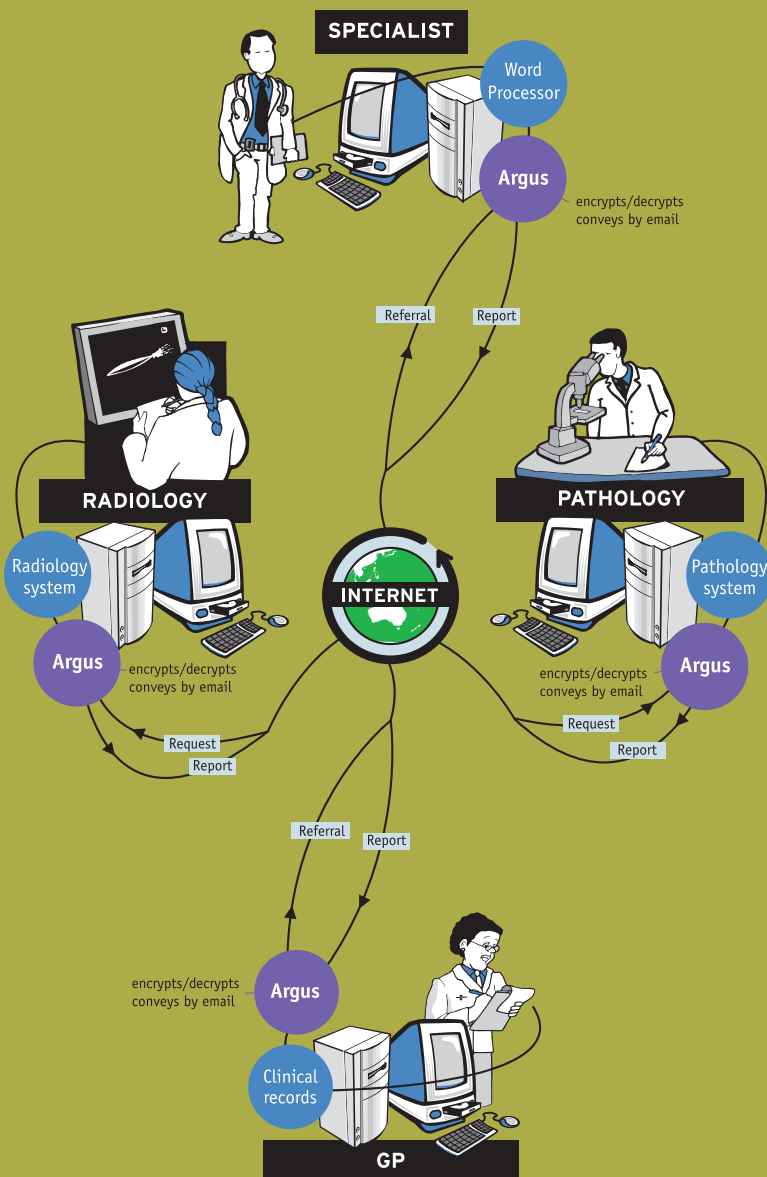 SPECIALIST
Word
Processor
Argus
encrypts/decrypts
conveys by email
Referral
Report
RADIOLOGY
PATHOLOGY
Radiology
system
INTERNET
Pathology
system
Argus
encrypts/decrypts
conveys by email
encrypts/decrypts
conveys by email
Argus
Request
Report
Request
Report
Referral
Report
encrypts/decrypts
conveys by email
Argus
Clinical
records
GP